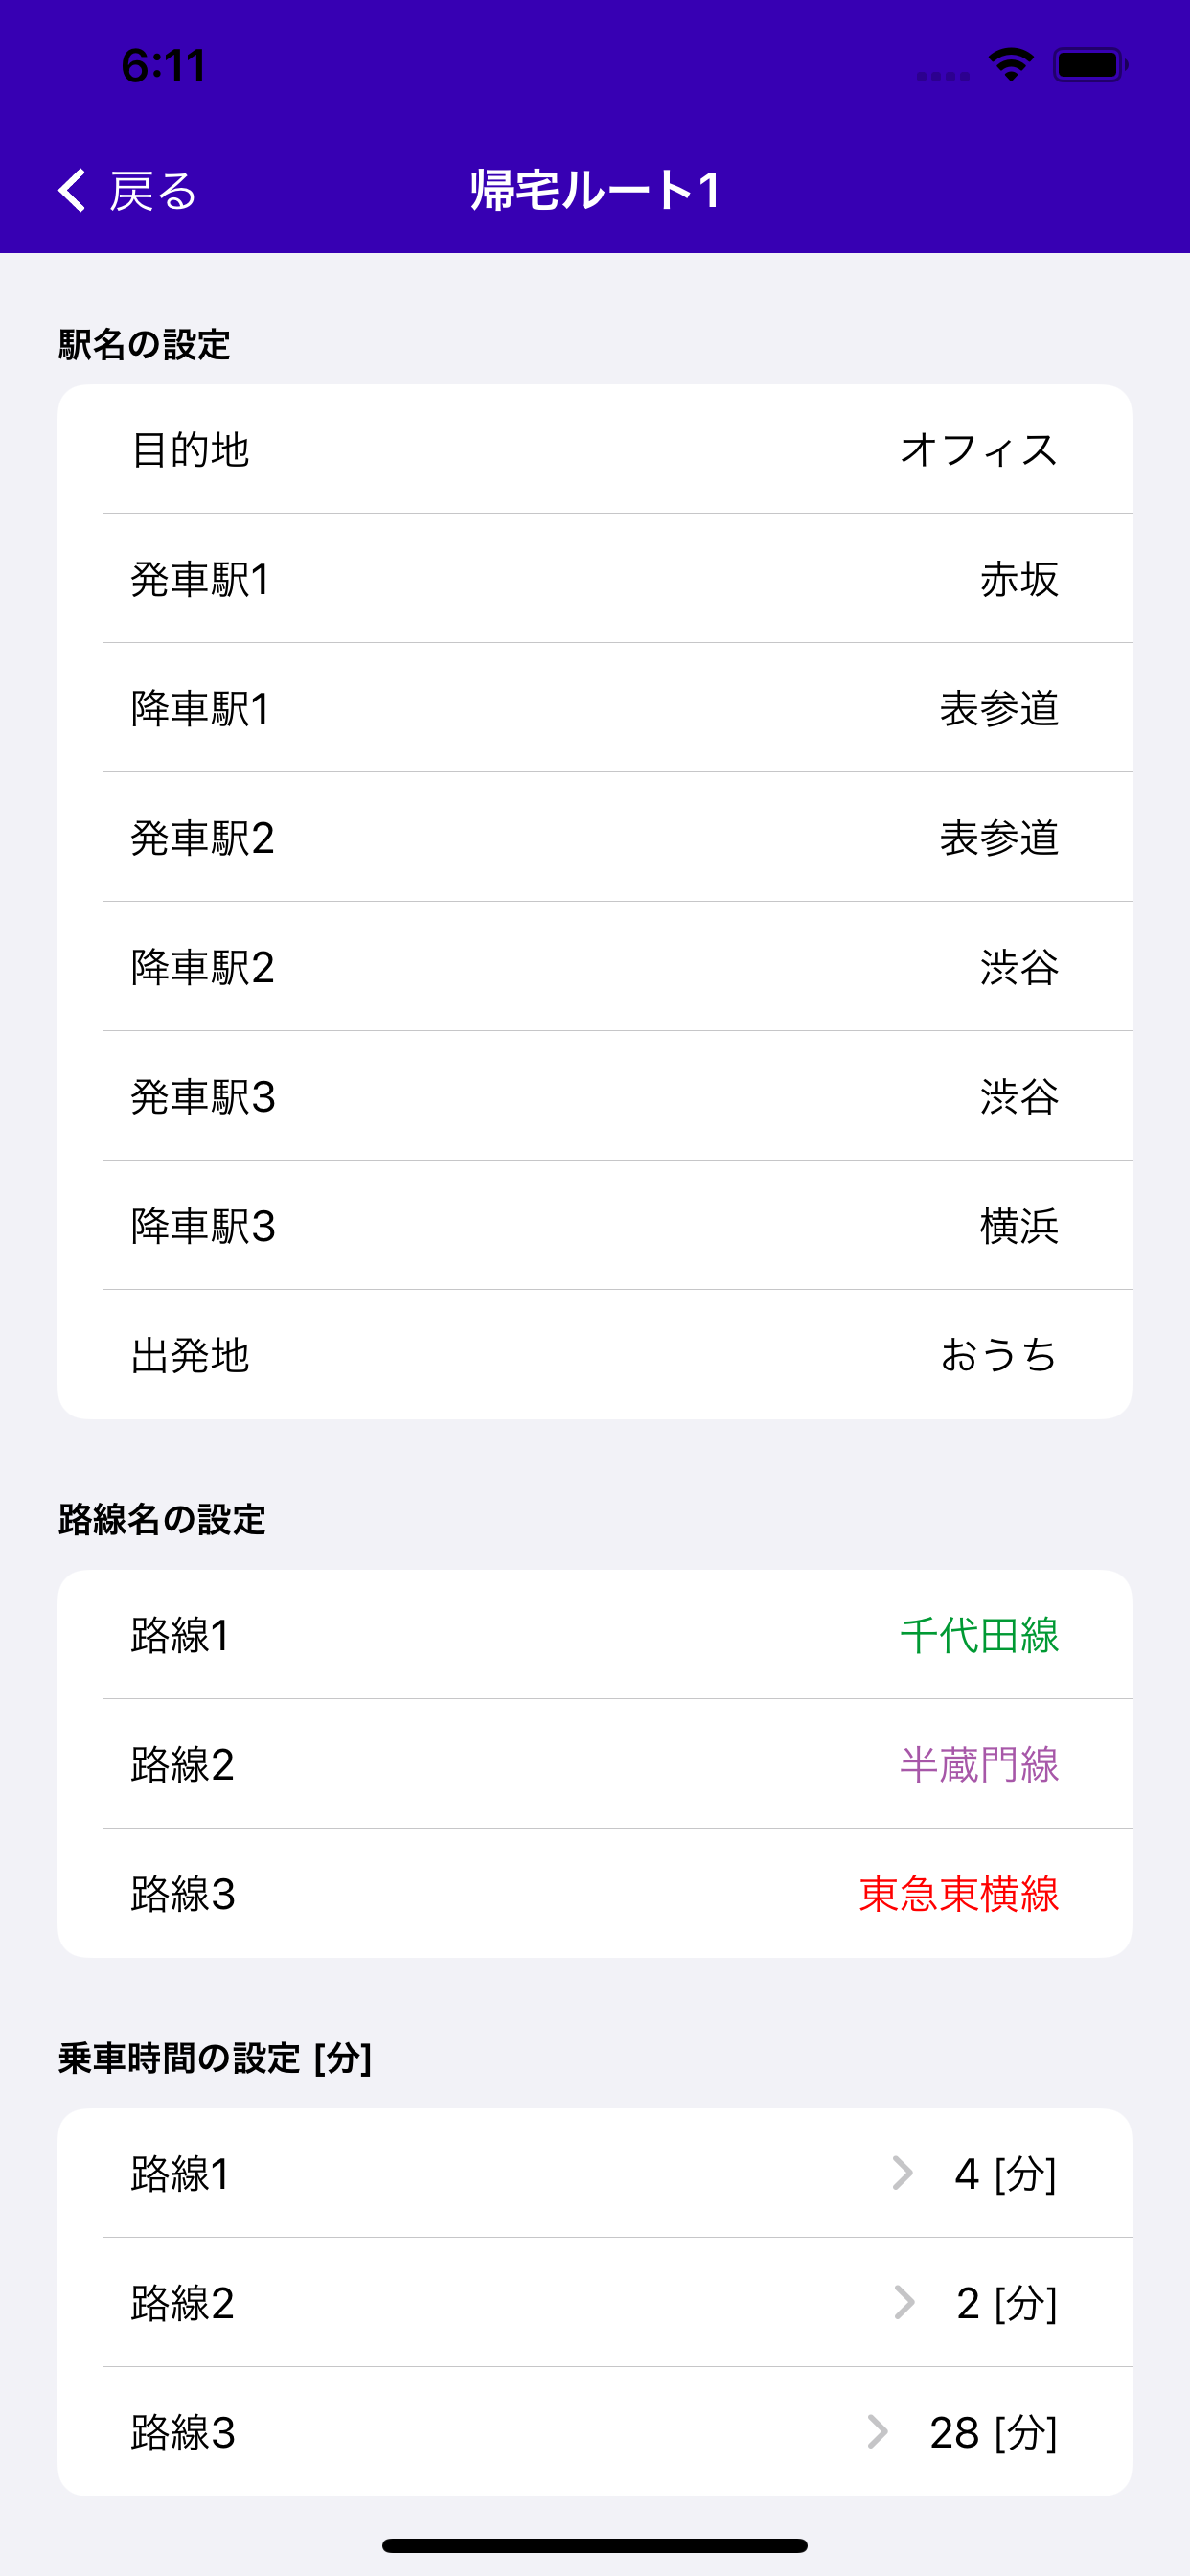 6:11
戻る 帰宅ルート1
駅名の設定
目的地 オフィス
発車駅1 赤坂
降車駅1 表参道
発車駅2 表参道
降車駅2 渋谷
発車駅3 渋谷
降車駅3 横浜
出発地 おうち
路線名の設定
路線1 千代田線
路線2 半蔵門線
路線3 東急東横線
乗車時間の設定 [分]
路線1 4 [分]
路線2 2 [分]
路線3 28 [分]